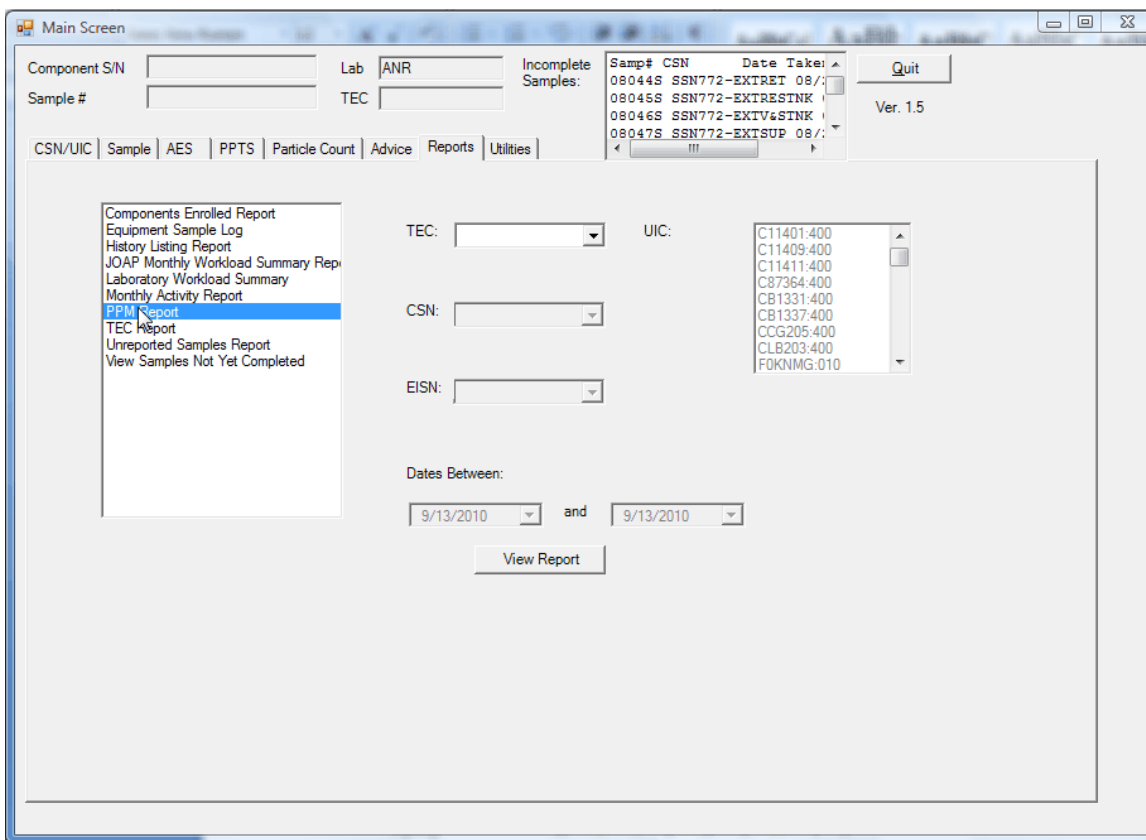 Main Screen
Component S/N
Lab ANR
Incomplete Samples:
Sample #
TEC
Samp# CSN Date Taken
08044S SSN772-EXTRET 08/2
08045S SSN772-EXTRESTNK
08046S SSN772-EXTV&STNK
08047S SSN772-EXTSUP 08/2
Quit
Ver. 1.5
CSN/UIC Sample AES PPTS Particle Count Advice Reports Utilities
Components Enrolled Report
Equipment Sample Log
History Listing Report
JOAP Monthly Workload Summary Repo
Laboratory Workload Summary
Monthly Activity Report
PPM Report
TEC Report
Unreported Samples Report
View Samples Not Yet Completed
TEC:
CSN:
EISN:
UIC:
C11401:400
C11409:400
C11411:400
C87364:400
CB1331:400
CB1337:400
CCG205:400
CLB203:400
F0KNMG:010
Dates Between:
9/13/2010 and 9/13/2010
View Report